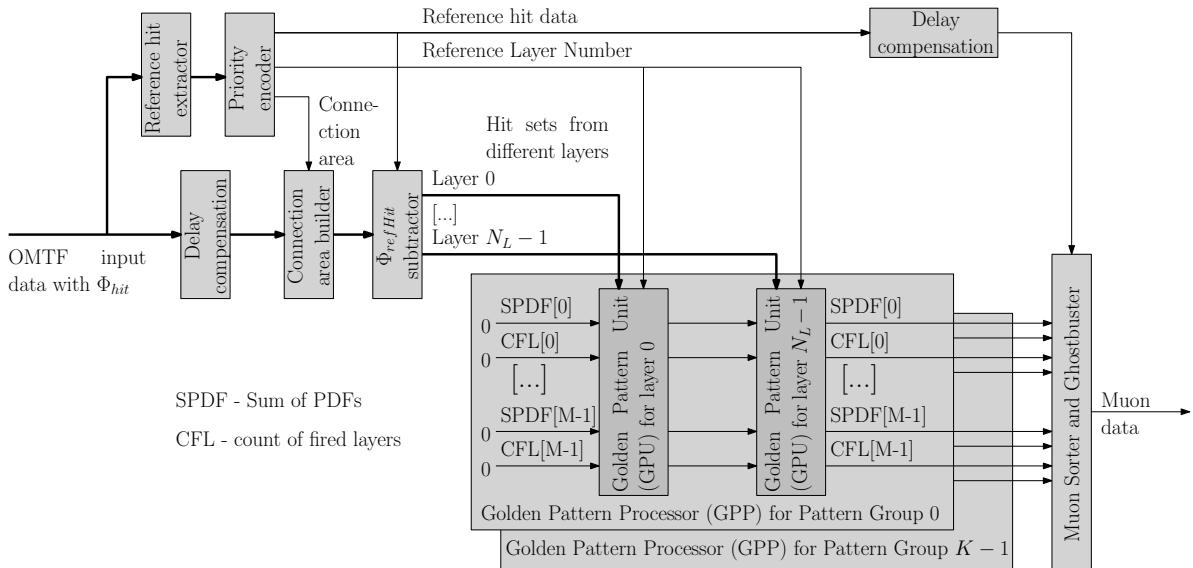 Reference hit data
Reference Layer Number
Delay
compensation
Reference hit
extractor
Priority
encoder
Conne-
ction
area
Hit sets from
different layers
Delay
compensation
Connection
area builder
Φ_refHit
subtractor
Layer 0
[...]
Layer N_L − 1
OMTF input
data with Φ_hit
SPDF - Sum of PDFs
CFL - count of fired layers
0
SPDF[0]
0
CFL[0]
[...]
0
SPDF[M-1]
0
CFL[M-1]
Golden Pattern Unit
(GPU) for layer 0
Golden Pattern Unit
(GPU) for layer N_L − 1
SPDF[0]
CFL[0]
[...]
SPDF[M-1]
CFL[M-1]
Golden Pattern Processor (GPP) for Pattern Group 0
Golden Pattern Processor (GPP) for Pattern Group K − 1
Muon Sorter and Ghostbuster
Muon
data